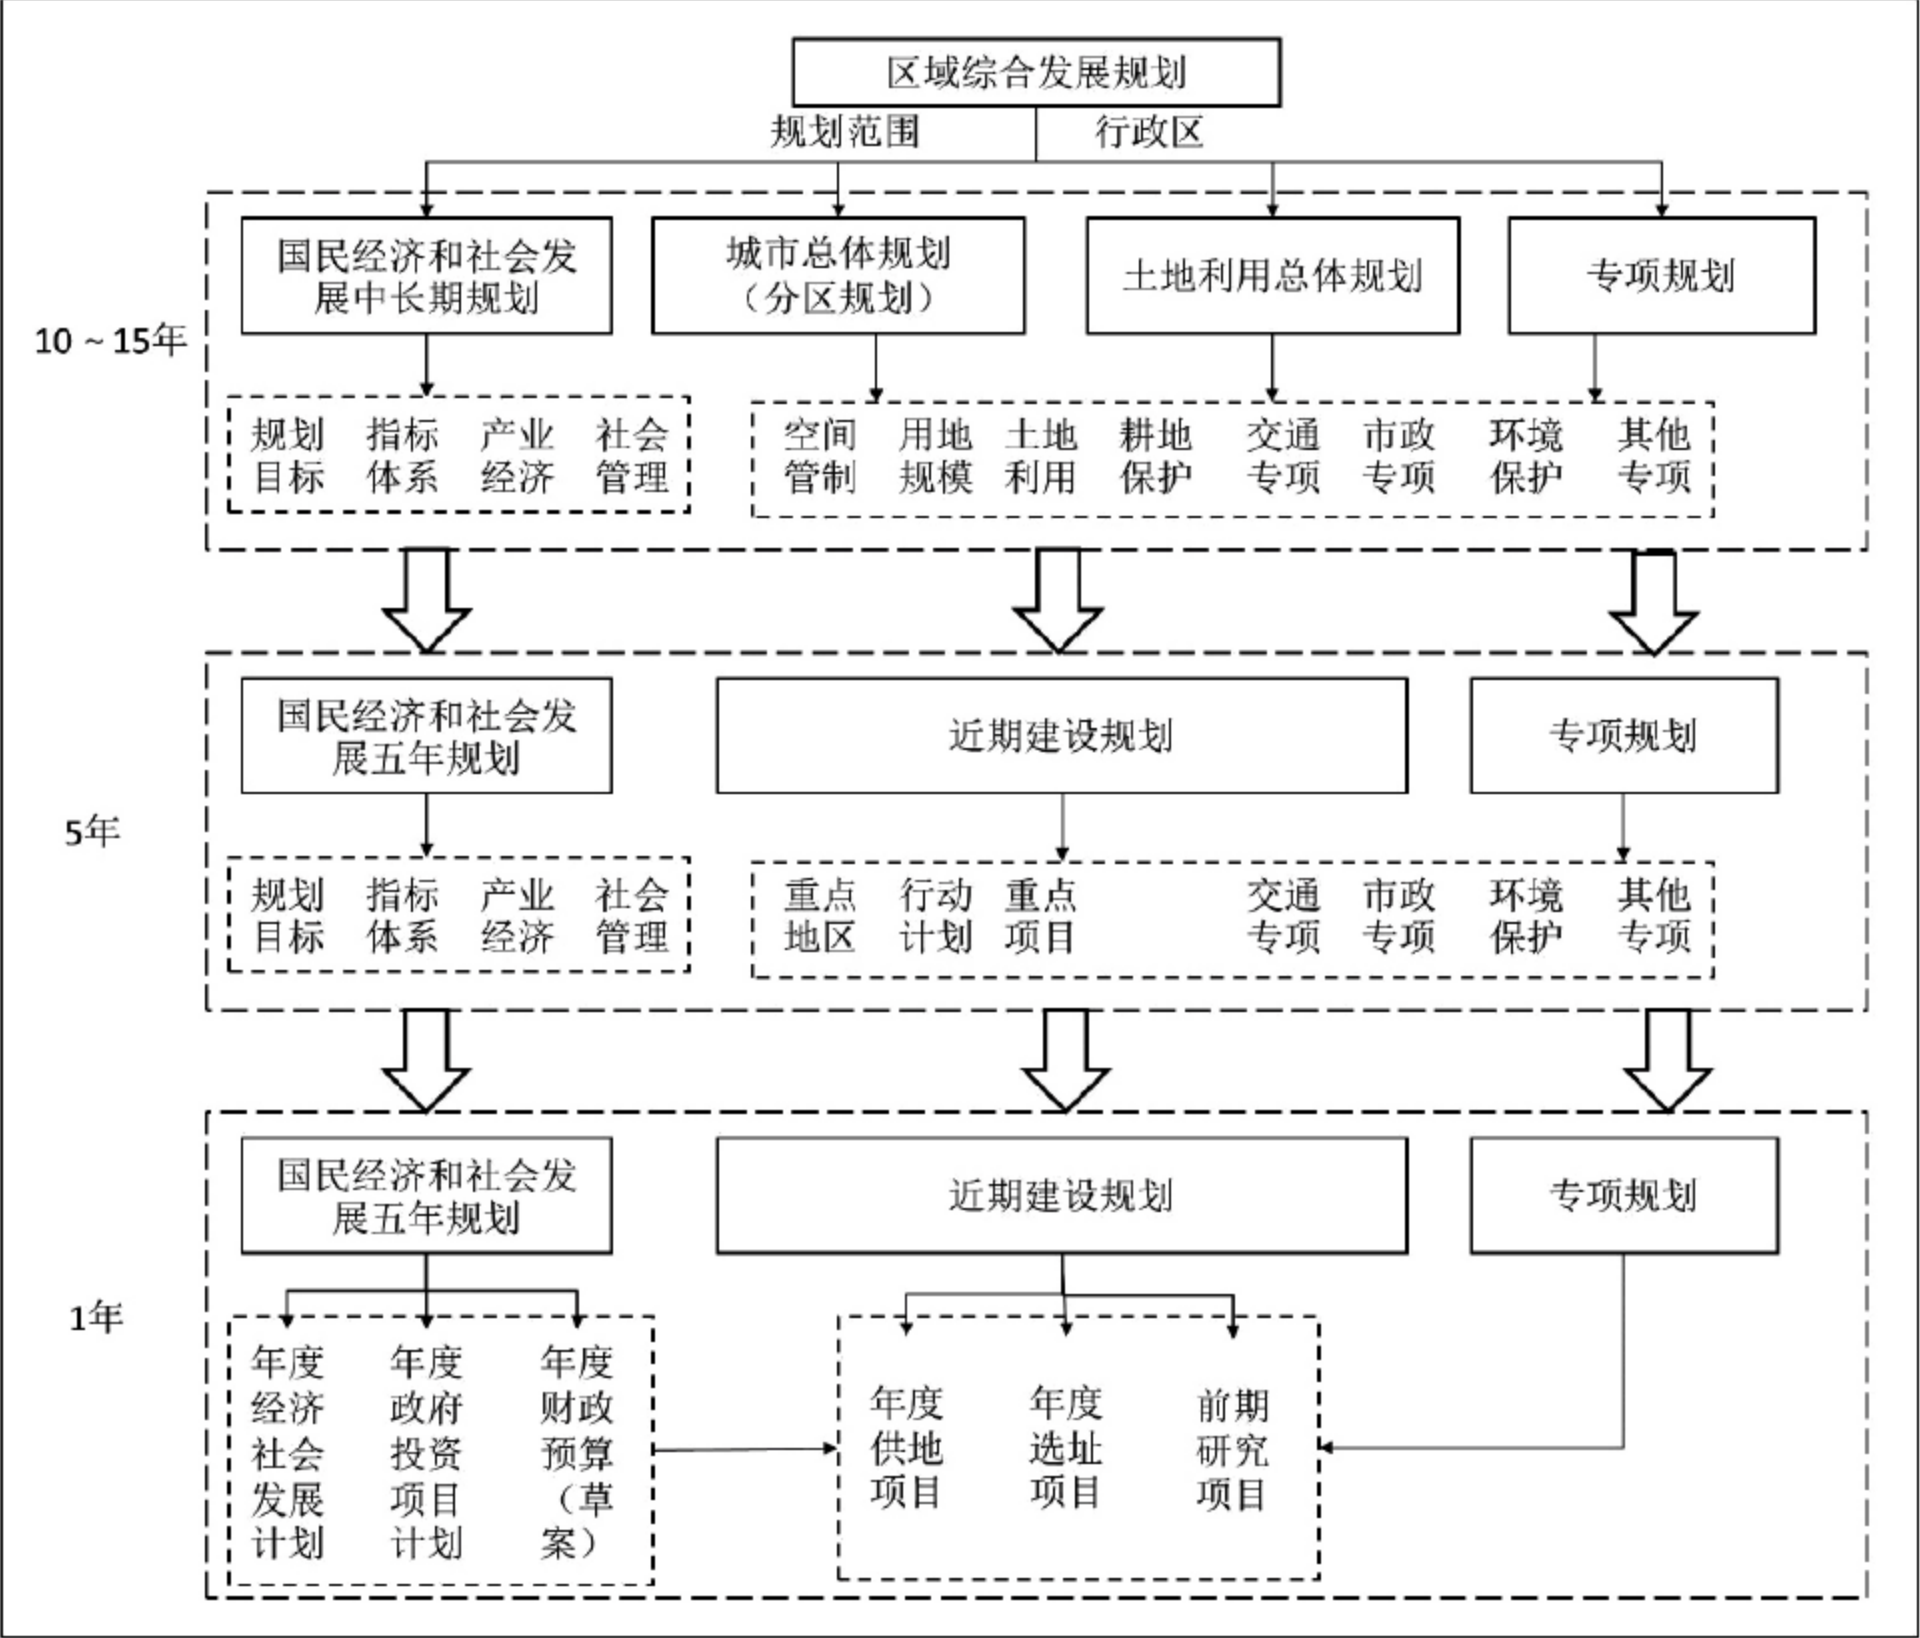 区域综合发展规划
规划范围 行政区
10～15年
国民经济和社会发
展中长期规划
城市总体规划
（分区规划）
土地利用总体规划
专项规划
规划 指标 产业 社会
目标 体系 经济 管理
空间 用地 土地 耕地 交通 市政 环境 其他
管制 规模 利用 保护 专项 专项 保护 专项
5年
国民经济和社会发
展五年规划
近期建设规划
专项规划
规划 指标 产业 社会
目标 体系 经济 管理
重点 行动 重点 交通 市政 环境 其他
地区 计划 项目 专项 专项 保护 专项
1年
国民经济和社会发
展五年规划
近期建设规划
专项规划
年度
经济
社会
发展
计划
年度
政府
投资
项目
计划
年度
财政
预算
（草
案）
年度
供地
项目
年度
选址
项目
前期
研究
项目